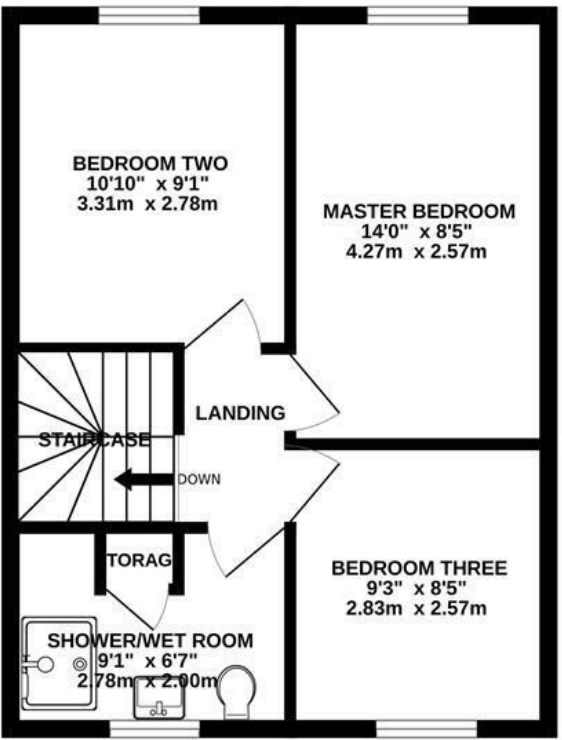 BEDROOM TWO
10'10" x 9'1"
3.31m x 2.78m
MASTER BEDROOM
14'0" x 8'5"
4.27m x 2.57m
LANDING
STAIRCASE
DOWN
TORAG
BEDROOM THREE
9'3" x 8'5"
2.83m x 2.57m
SHOWER/WET ROOM
9'1" x 6'7"
2.78m x 2.00m